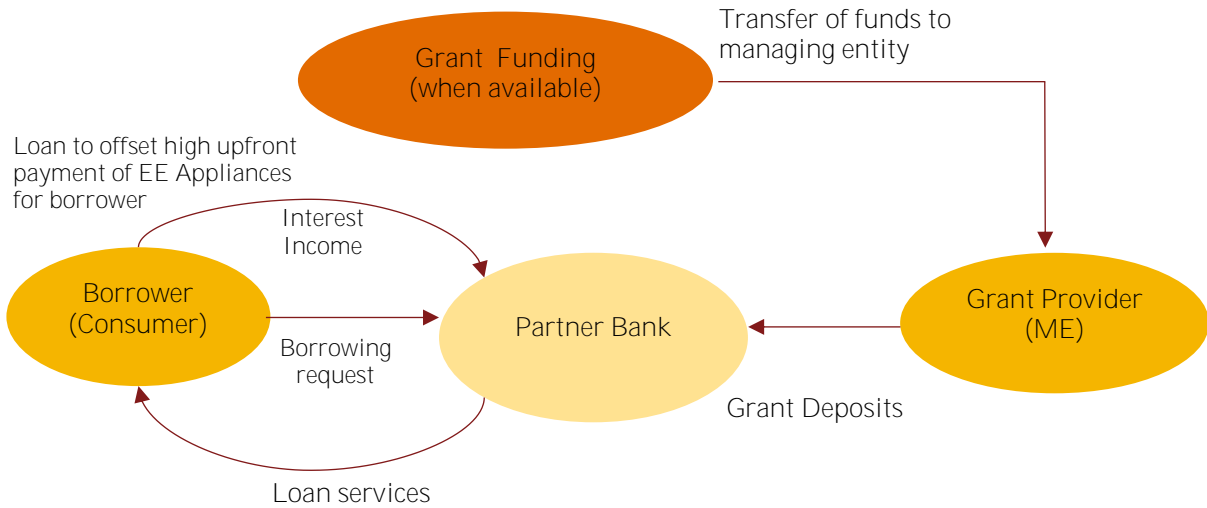 Transfer of funds to
managing entity
Grant  Funding
(when available)
Loan to offset high upfront
payment of EE Appliances
for borrower
Interest
Income
Borrower
(Consumer)
Partner Bank
Grant Provider
(ME)
Borrowing
request
Grant Deposits
Loan services